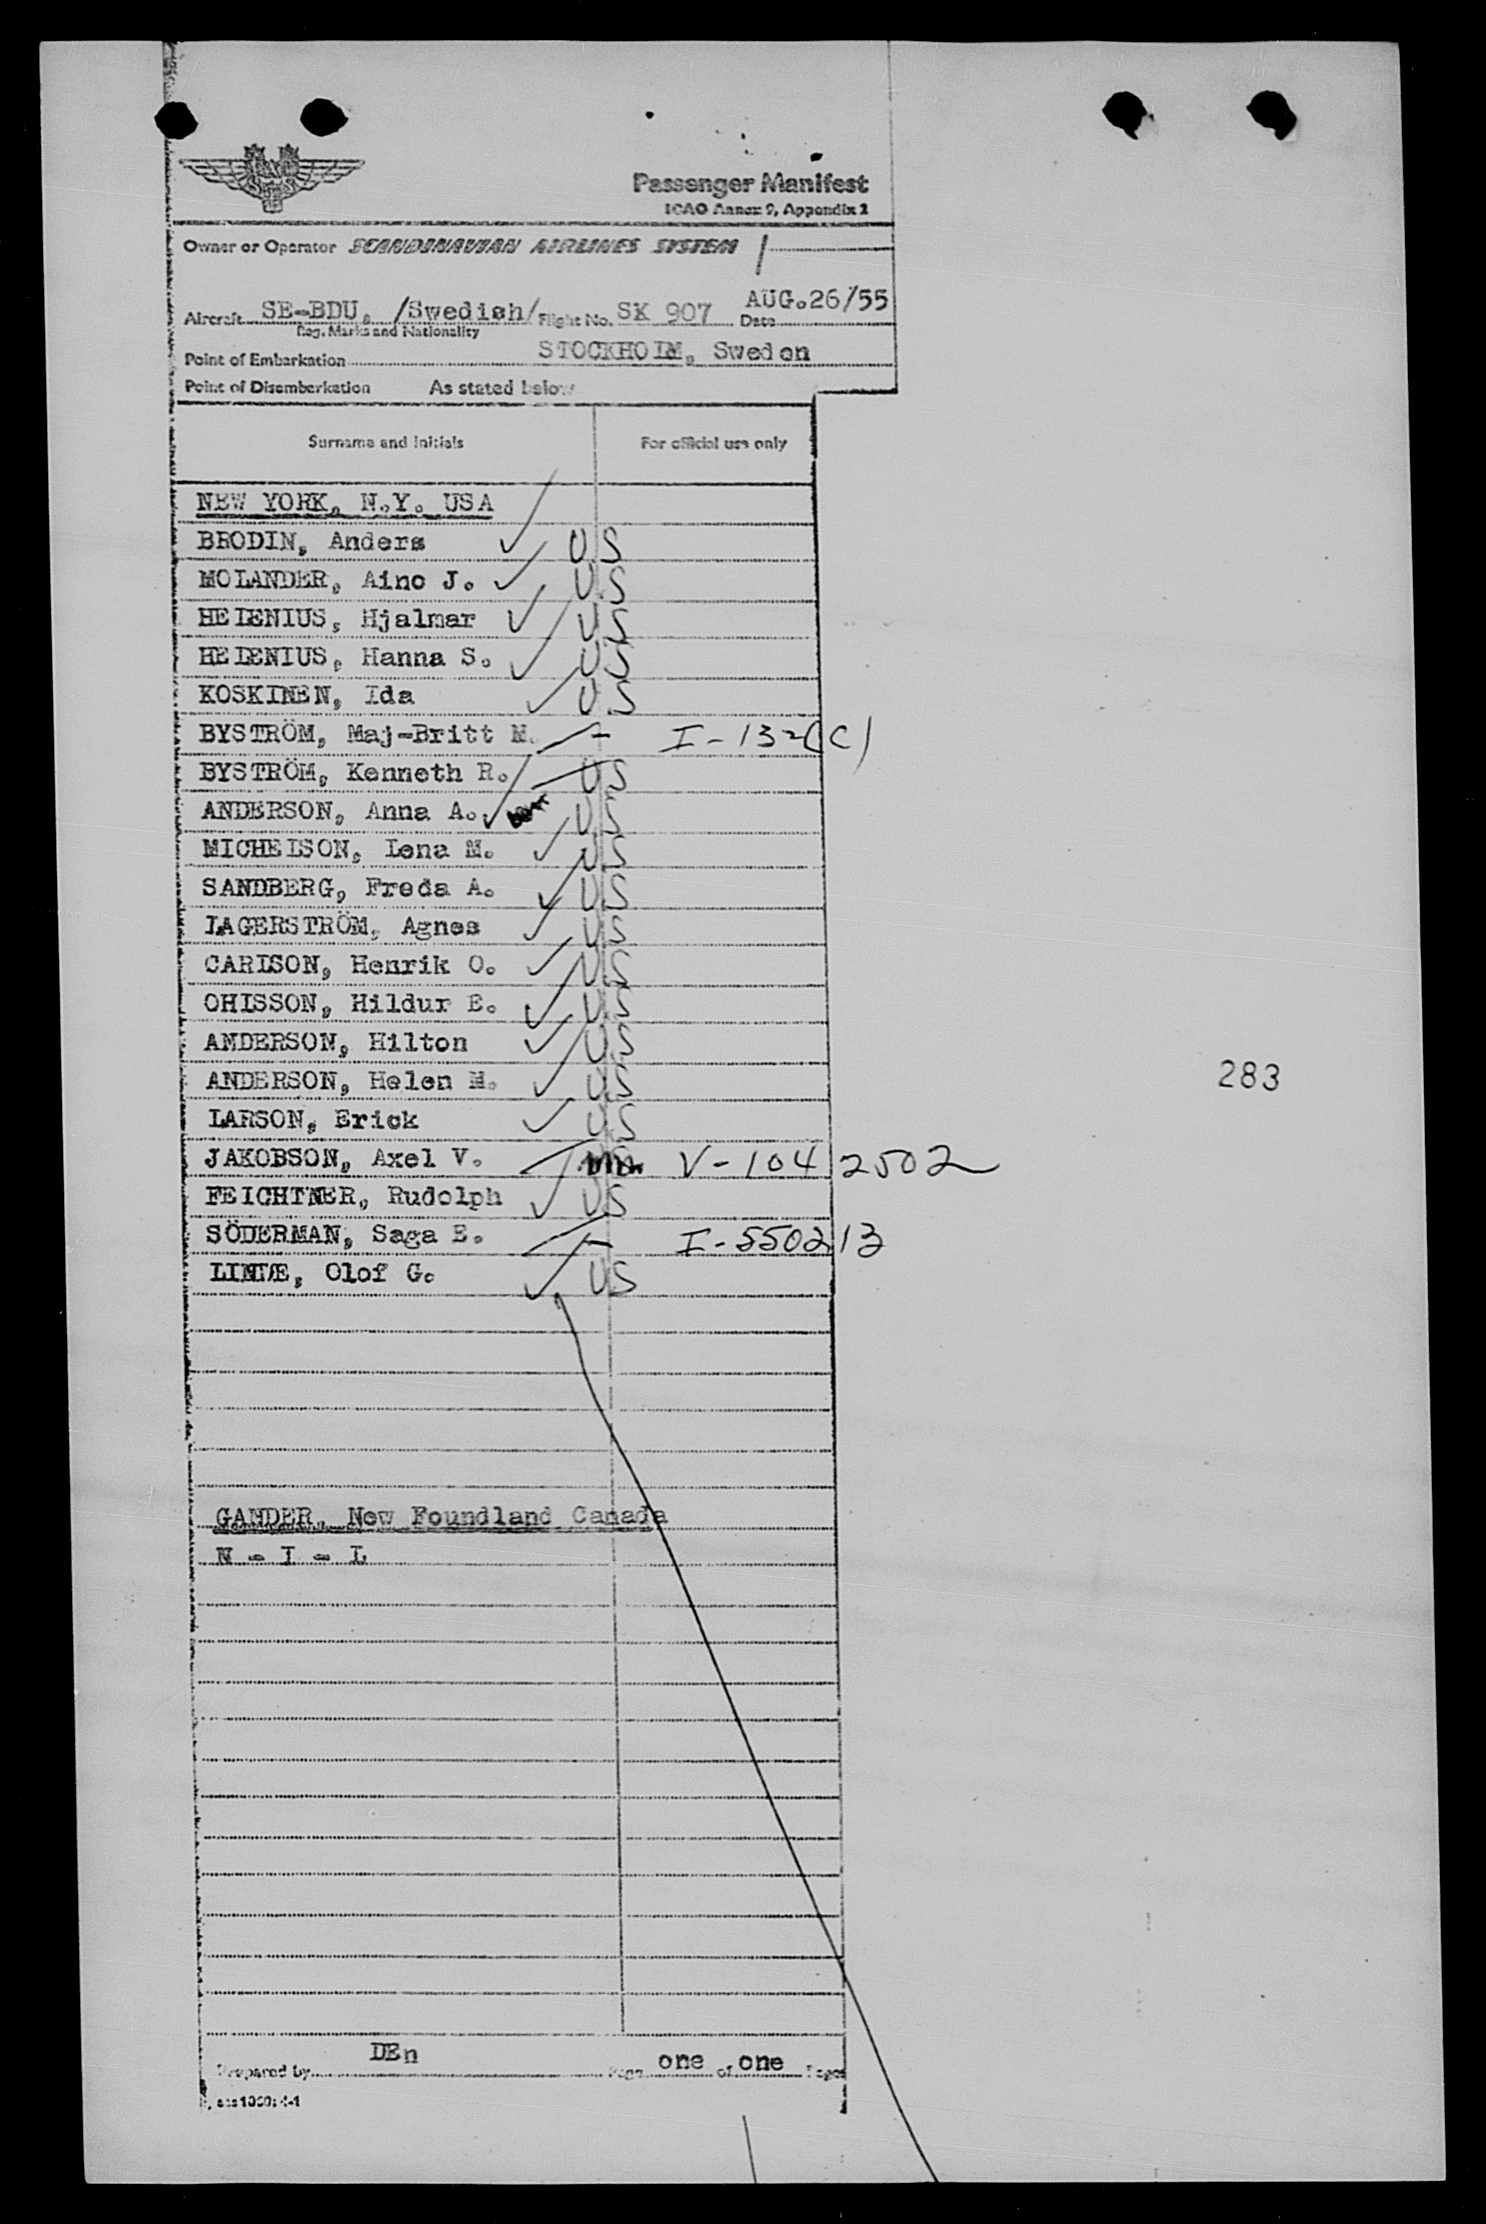 Passenger Manifest
ICAO Annex 9, Appendix 2
Owner or Operator SCANDINAVIAN AIRLINES SYSTEM
Aircraft SE-BDU, /Swedish/ Flight No. SK 907 Date AUG.26/55
Reg. Marks and Nationality
Point of Embarkation STOCKHOLM, Sweden
Point of Disembarkation As stated below
Surname and initials For official use only
NEW YORK, N.Y. USA
BRODIN, Anders US
MOLANDER, Aino J. US
HELENIUS, Hjalmar US
HELENIUS, Hanna S. US
KOSKINEN, Ida US
BYSTRÖM, Maj-Britt M. - I-132(C)
BYSTRÖM, Kenneth R. US
ANDERSON, Anna A. US
MICHELSON, Lena M. US
SANDBERG, Freda A. US
LAGERSTRÖM, Agnes US
CARLSON, Henrik O. US
OHLSSON, Hildur E. US
ANDERSON, Hilton US
ANDERSON, Helen M. US
283
LARSON, Erick US
JAKOBSON, Axel V. V-1042502
FEICHTNER, Rudolph US
SÖDERMAN, Saga E. - I-550213
LINDE, Olof G. US
GANDER, New Foundland Canada
N - I - L
Prepared by DEn Page one of one Pages